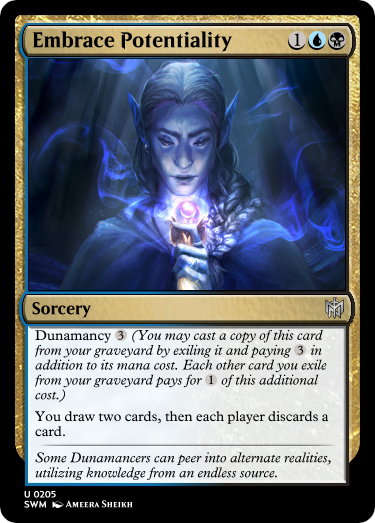 Embrace Potentiality 1
Sorcery
Dunamancy 3 (You may cast a copy of this card
from your graveyard by exiling it and paying 3 in
addition to its mana cost. Each other card you exile
from your graveyard pays for 1 of this additional
cost.)
You draw two cards, then each player discards a
card.
Some Dunamancers can peer into alternate realities,
utilizing knowledge from an endless source.
U 0205
SWM AMEERA SHEIKH